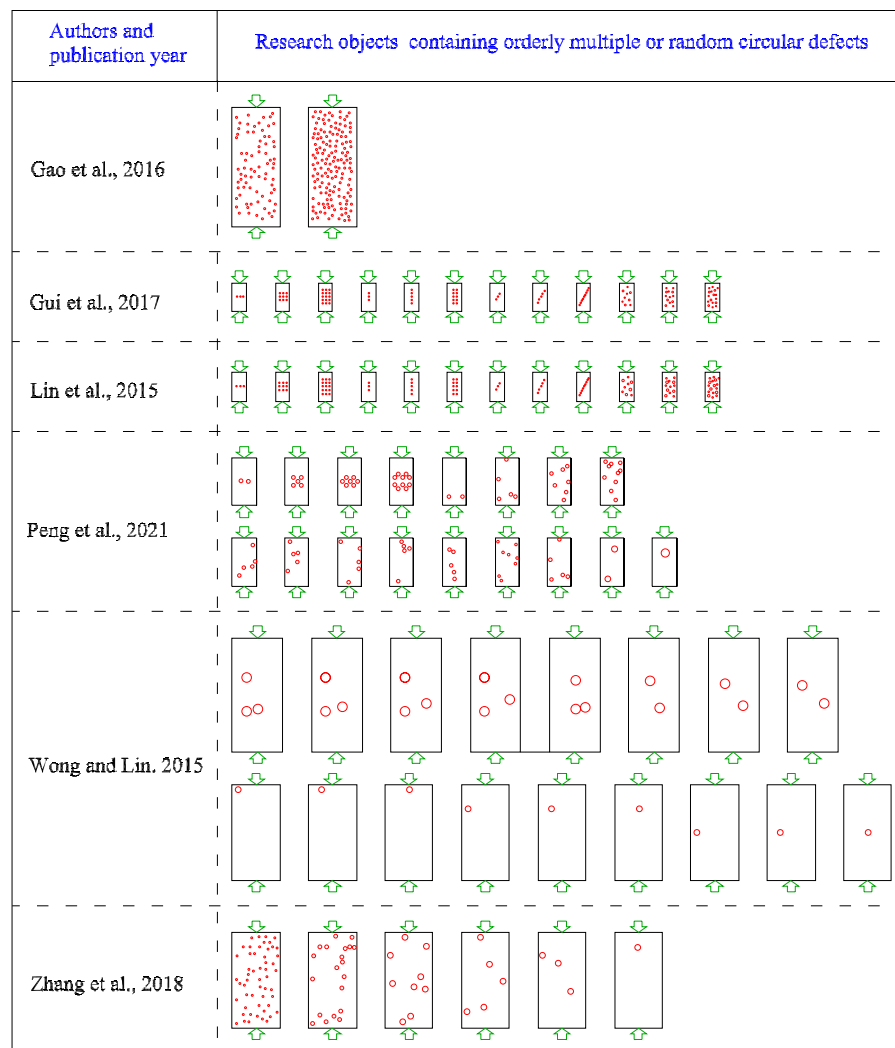 Authors and
publication year
Research objects containing orderly multiple or random circular defects
Gao et al., 2016
Gui et al., 2017
Lin et al., 2015
Peng et al., 2021
Wong and Lin. 2015
Zhang et al., 2018